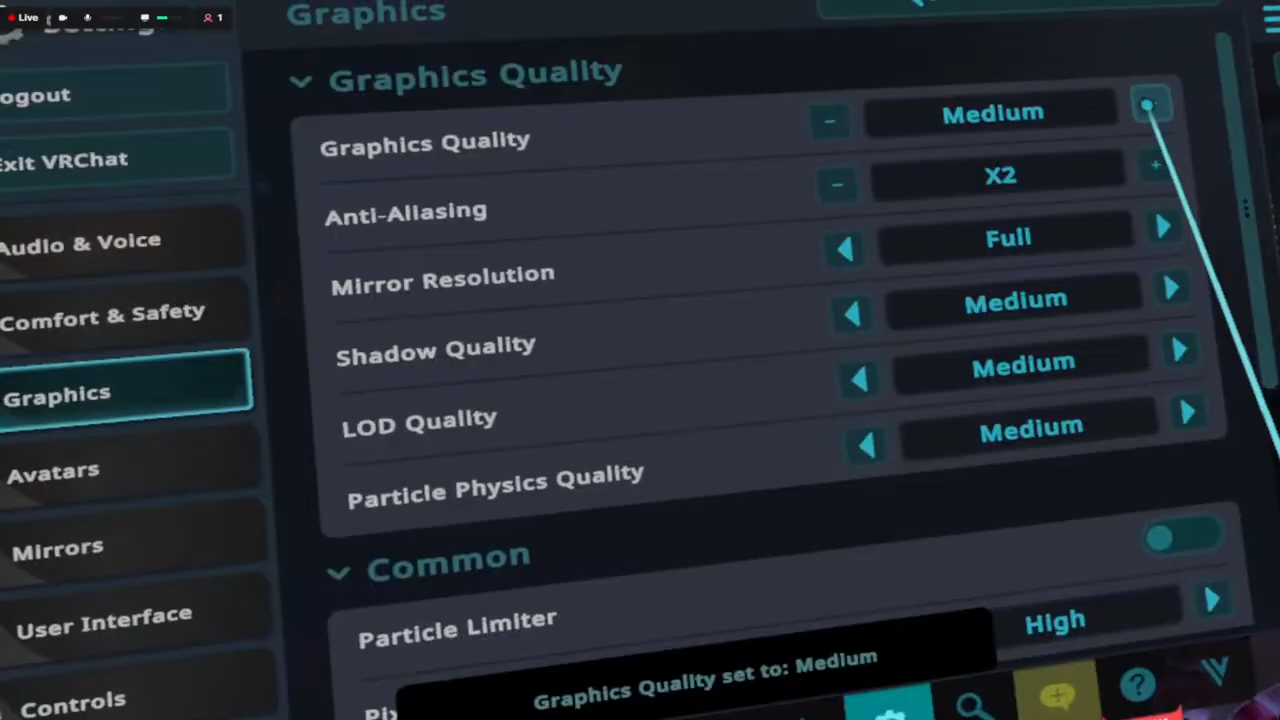 Live
1
Graphics
ogout
Exit VRChat
Audio & Voice
Comfort & Safety
Graphics
Avatars
Mirrors
User Interface
Controls
Graphics Quality
Graphics Quality
- Medium
Anti-Aliasing
- X2 +
Mirror Resolution
Full
Shadow Quality
Medium
LOD Quality
Medium
Particle Physics Quality
Medium
Common
Particle Limiter
High
Graphics Quality set to: Medium